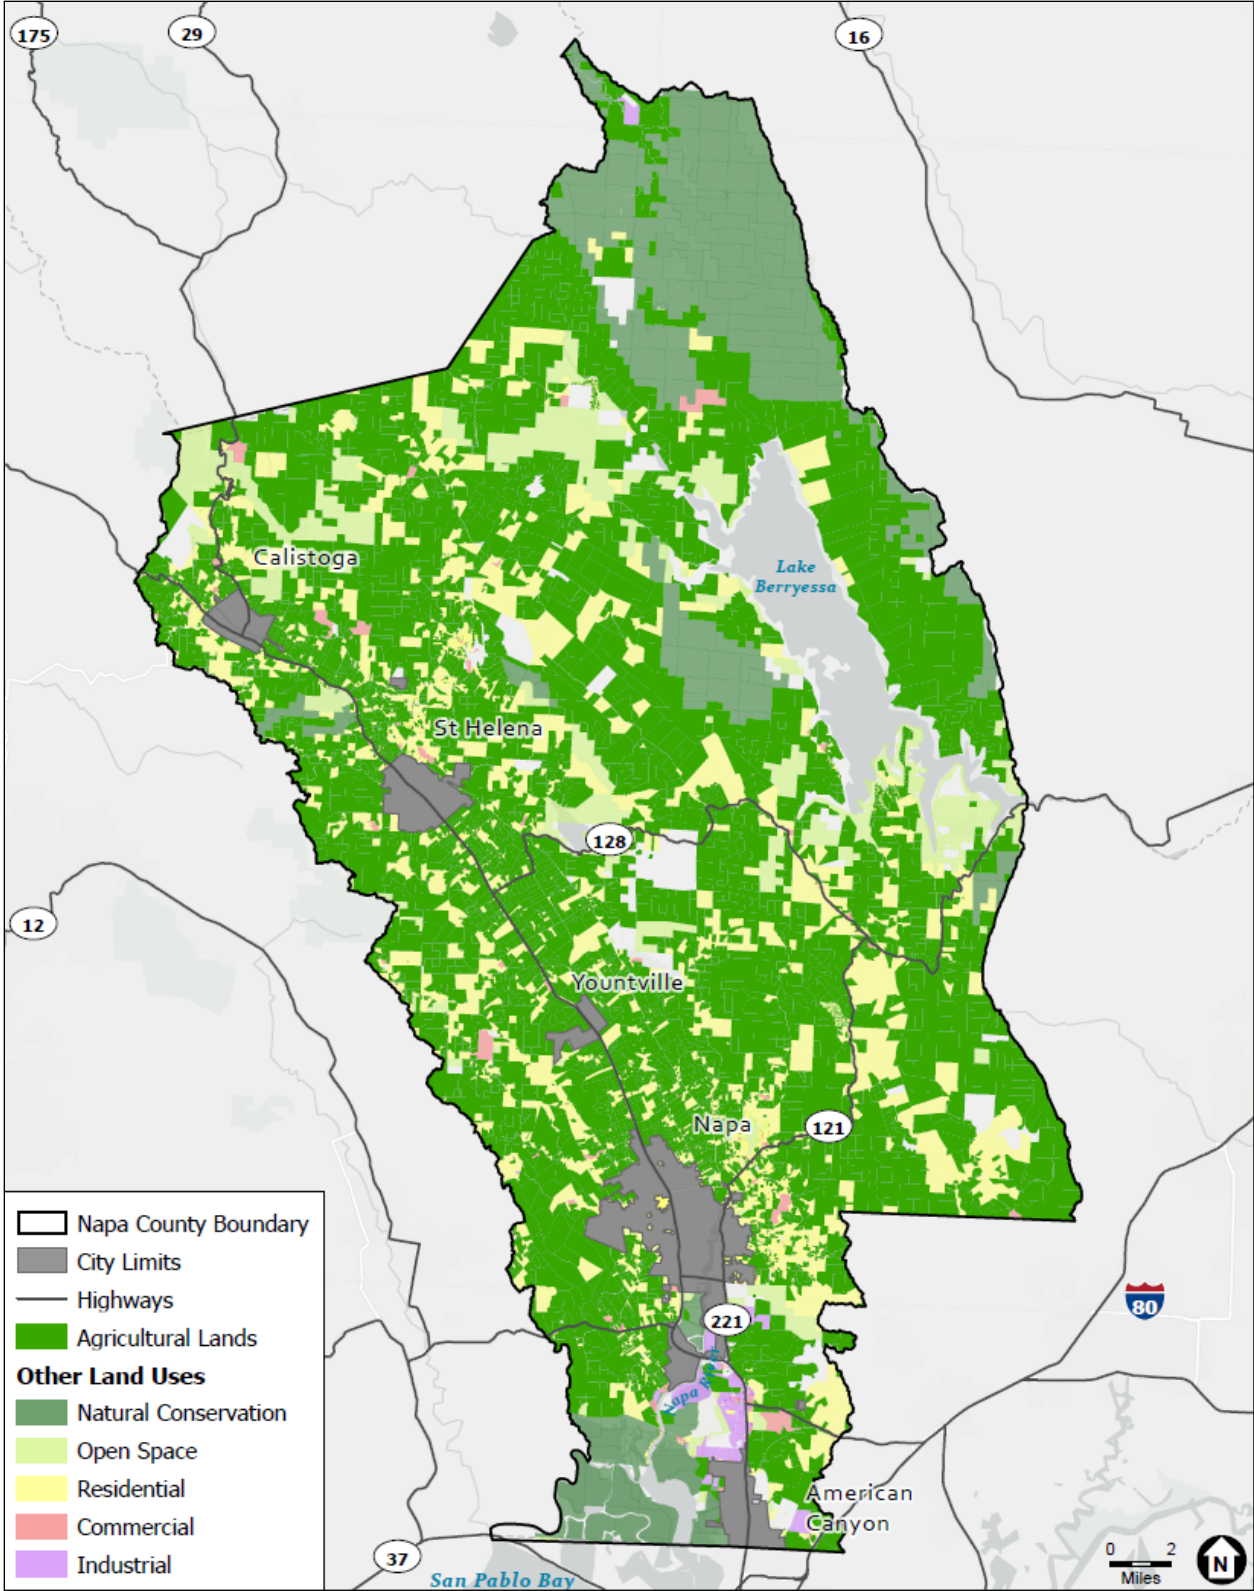 175
29
16
Lake
Berryessa
Calistoga
St Helena
128
12
Yountville
Napa
121
Napa County Boundary
City Limits
Highways
Agricultural Lands
Other Land Uses
Natural Conservation
Open Space
Residential
Commercial
Industrial
80
221
Napa River
American
Canyon
37
San Pablo Bay
0 2
Miles
N